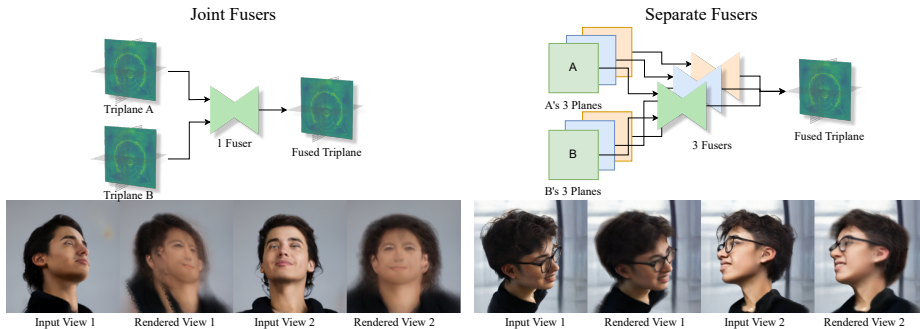 Joint Fusers
Triplane A
1 Fuser
Fused Triplane
Triplane B
Input View 1
Rendered View 1
Input View 2
Rendered View 2
Separate Fusers
A
A's 3 Planes
B
B's 3 Planes
3 Fusers
Fused Triplane
Input View 1
Rendered View 1
Input View 2
Rendered View 2